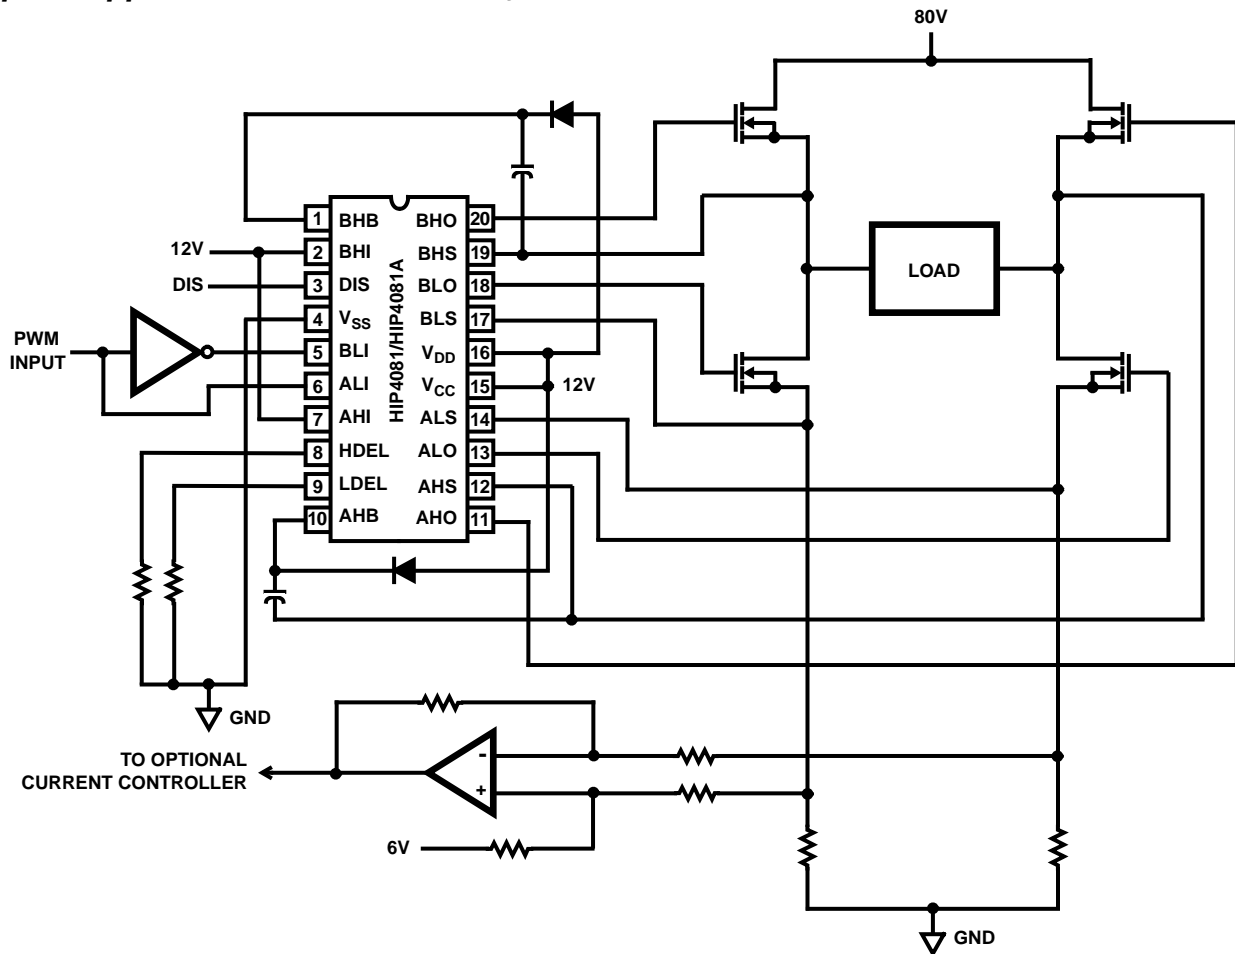 80V
1 BHB BHO 20
12V 2 BHI BHS 19
DIS 3 DIS BLO 18
4 VSS BLS 17
PWM
INPUT
5 BLI VDD 16
6 ALI VCC 15 12V
7 AHI ALS 14
8 HDEL ALO 13
9 LDEL AHS 12
10 AHB AHO 11
HIP4081/HIP4081A
LOAD
GND
TO OPTIONAL
CURRENT CONTROLLER
-
+
6V
GND